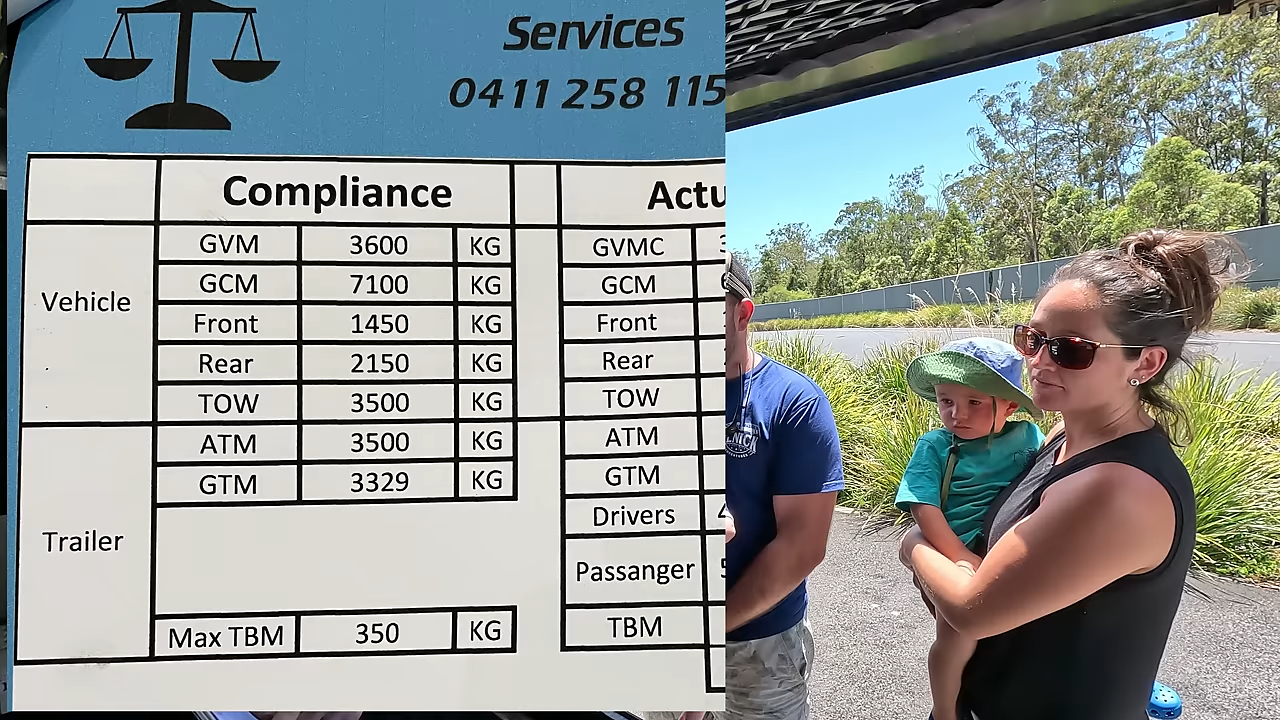 Services
0411 258 115
Compliance Actu
Vehicle
GVM 3600 KG GVMC
GCM 7100 KG GCM
Front 1450 KG Front
Rear 2150 KG Rear
TOW 3500 KG TOW
Trailer
ATM 3500 KG ATM
GTM 3329 KG GTM
Drivers
Passanger
Max TBM 350 KG TBM